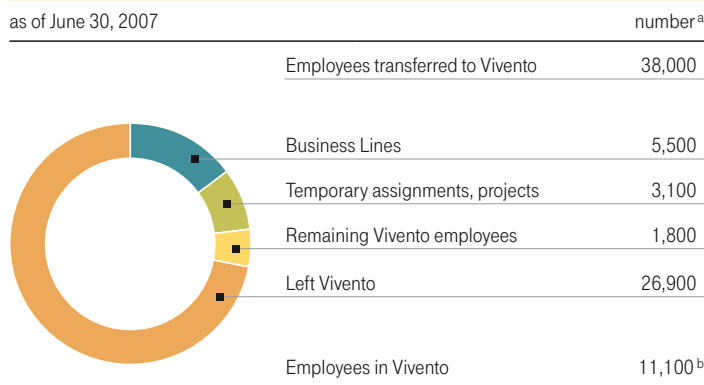 as of June 30, 2007 number a
Employees transferred to Vivento 38,000
Business Lines 5,500
Temporary assignments, projects 3,100
Remaining Vivento employees 1,800
Left Vivento 26,900
Employees in Vivento 11,100 b